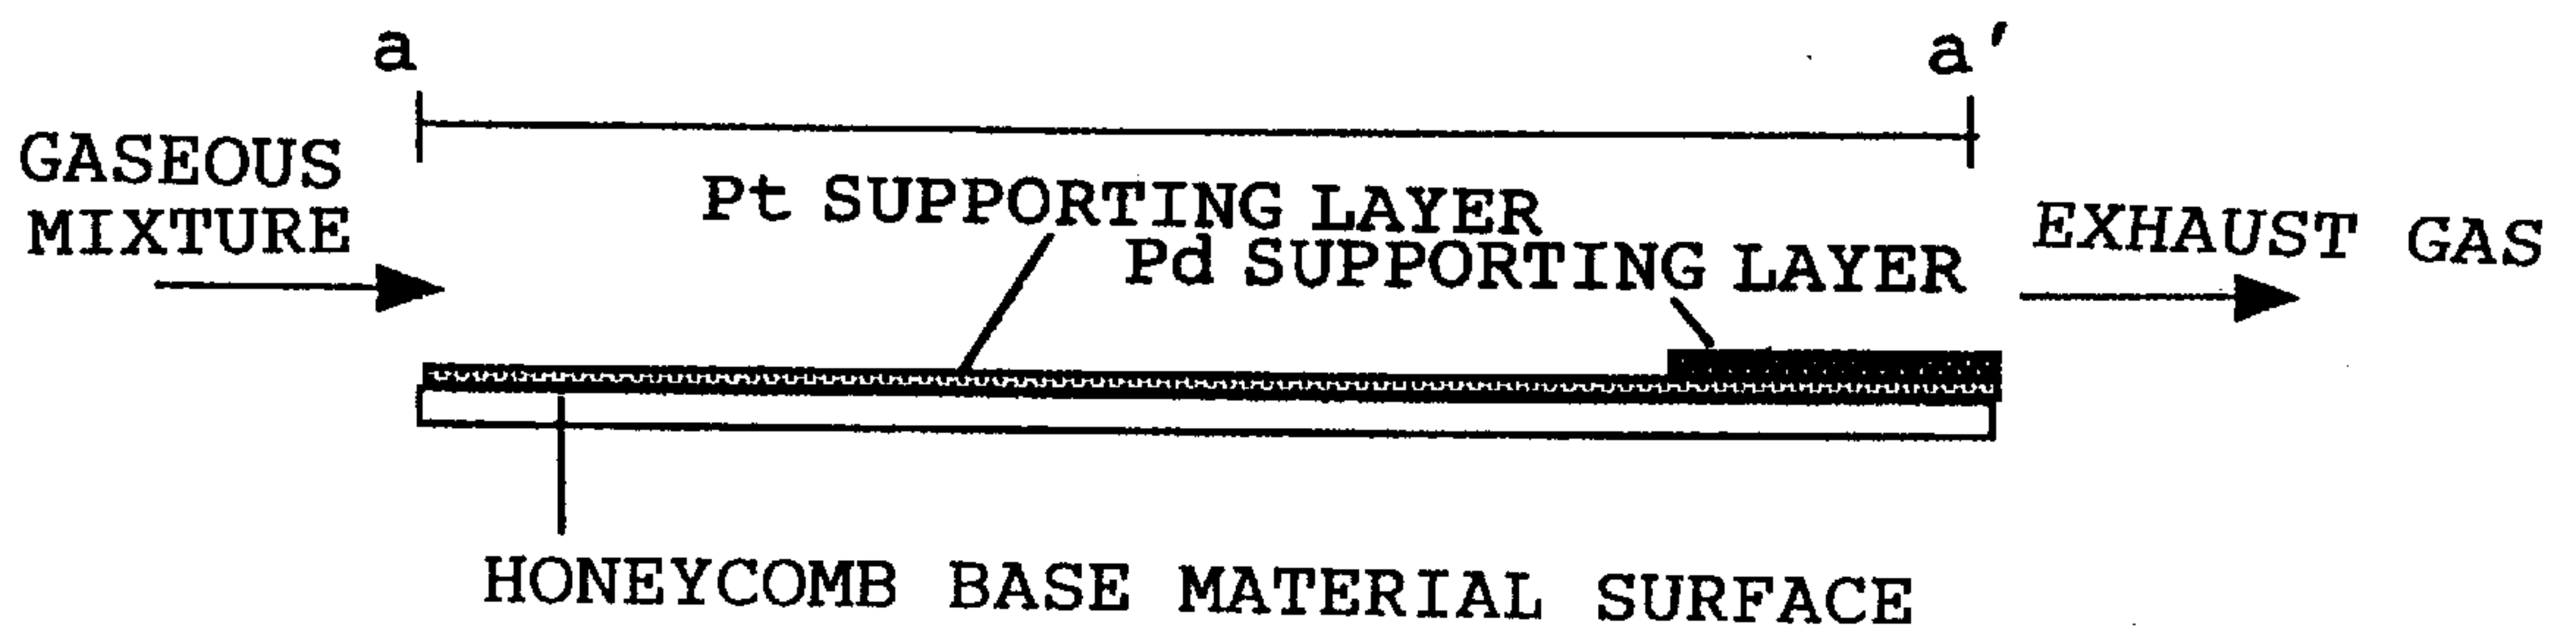 a
a'
GASEOUS
MIXTURE
Pt SUPPORTING LAYER
Pd SUPPORTING LAYER
EXHAUST GAS
HONEYCOMB BASE MATERIAL SURFACE